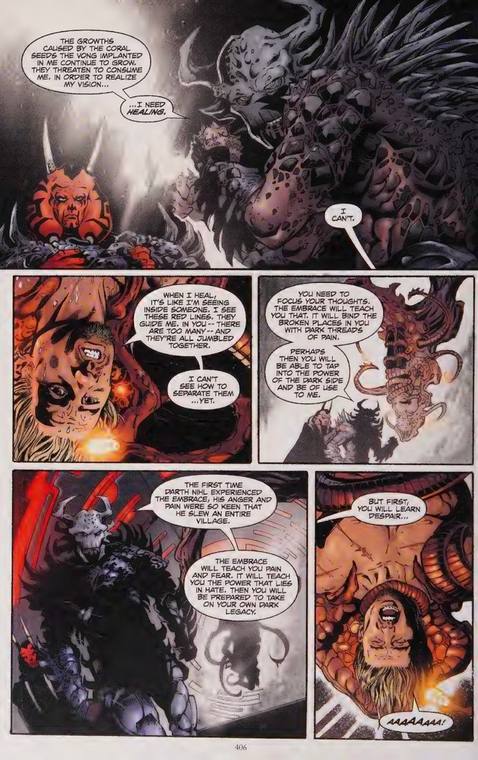 THE GROWTHS
CAUSED BY THE CORAL
SEEDS THE VONG IMPLANTED
IN ME CONTINUE TO GROW.
THEY THREATEN TO CONSUME
ME. IN ORDER TO REALIZE
MY VISION...
...I NEED
HEALING.
I
CAN'T.
WHEN I HEAL,
IT'S LIKE I'M SEEING
INSIDE SOMEONE. I SEE
THESE RED LINES. THEY
GUIDE ME. IN YOU -- THERE
ARE TOO MANY -- AND
THEY'RE ALL JUMBLED
TOGETHER.
I CAN'T
SEE HOW TO
SEPARATE THEM
...YET.
YOU NEED TO
FOCUS YOUR THOUGHTS.
THE EMBRACE WILL TEACH
YOU THAT. IT WILL BIND THE
BROKEN PLACES IN YOU
WITH DARK THREADS
OF PAIN.
PERHAPS
THEN YOU WILL
BE ABLE TO TAP
INTO THE POWER
OF THE DARK SIDE
AND BE OF USE
TO ME.
THE FIRST TIME
DARTH NIHL EXPERIENCED
THE EMBRACE, HIS ANGER AND
PAIN WERE SO KEEN THAT
HE SLEW AN ENTIRE
VILLAGE.
THE EMBRACE
WILL TEACH YOU PAIN
AND FEAR. IT WILL TEACH
YOU THE POWER THAT LIES
IN HATE. THEN YOU WILL
BE PREPARED TO TAKE
ON YOUR OWN DARK
LEGACY.
BUT FIRST,
YOU WILL LEARN
DESPAIR...
AAAAAAAA!
406